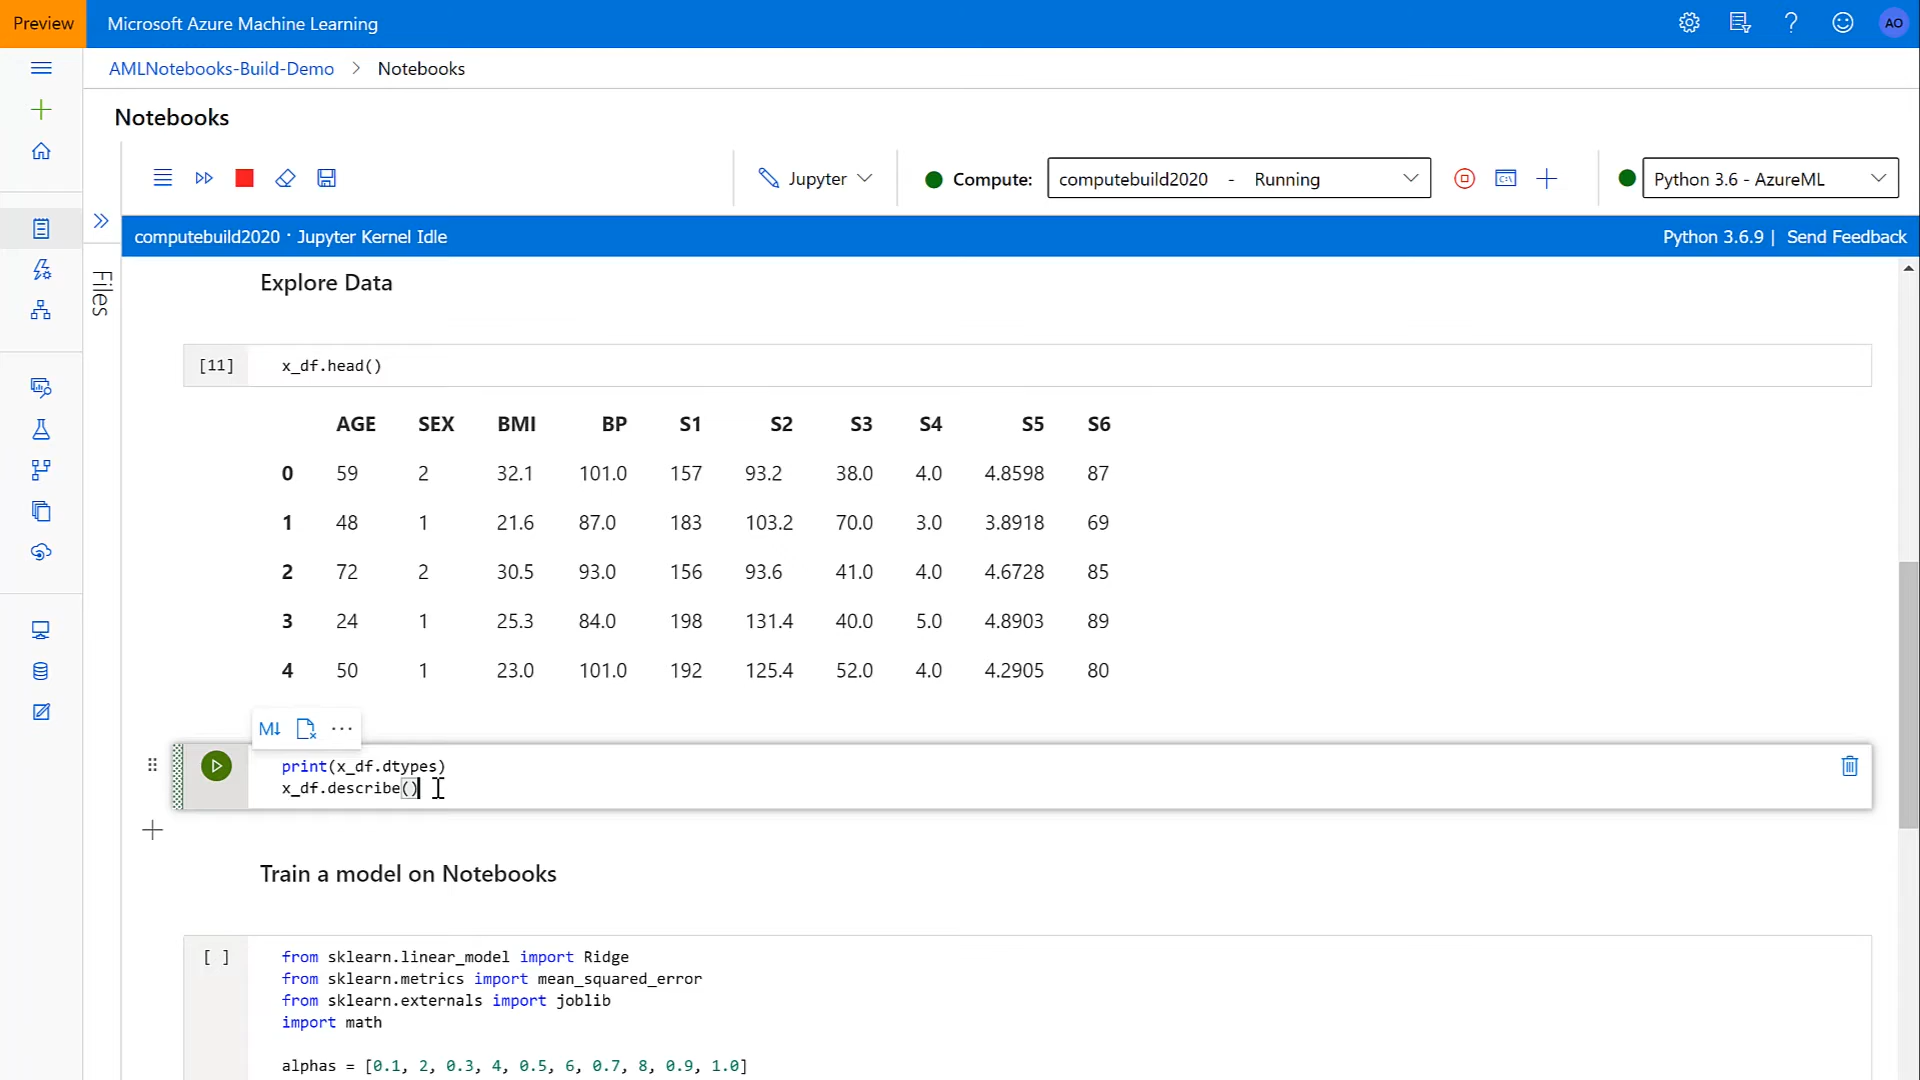 Preview
Microsoft Azure Machine Learning
AO
AMLNotebooks-Build-Demo > Notebooks
Notebooks
Jupyter
Compute: computebuild2020 - Running
Python 3.6 - AzureML
computebuild2020 · Jupyter Kernel Idle
Python 3.6.9 | Send Feedback
Files
Explore Data
[11] x_df.head()
AGE SEX BMI BP S1 S2 S3 S4 S5 S6
0 59 2 32.1 101.0 157 93.2 38.0 4.0 4.8598 87
1 48 1 21.6 87.0 183 103.2 70.0 3.0 3.8918 69
2 72 2 30.5 93.0 156 93.6 41.0 4.0 4.6728 85
3 24 1 25.3 84.0 198 131.4 40.0 5.0 4.8903 89
4 50 1 23.0 101.0 192 125.4 52.0 4.0 4.2905 80
M↓ ···
print(x_df.dtypes)
x_df.describe()
Train a model on Notebooks
[ ] from sklearn.linear_model import Ridge
from sklearn.metrics import mean_squared_error
from sklearn.externals import joblib
import math
alphas = [0.1, 2, 0.3, 4, 0.5, 6, 0.7, 8, 0.9, 1.0]